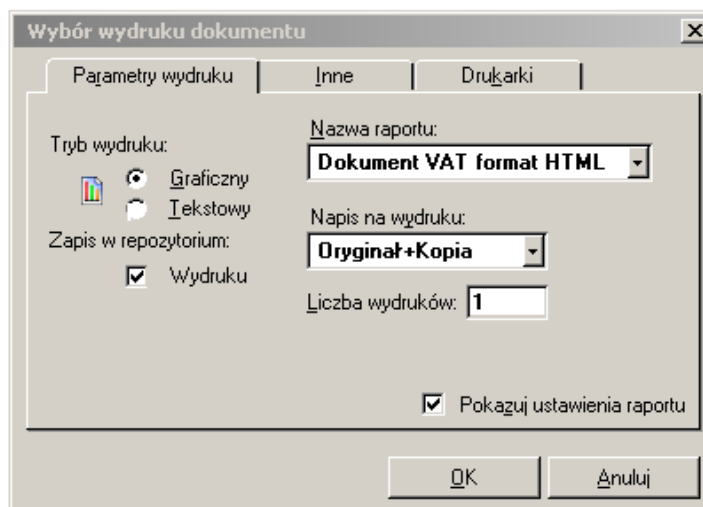 Wybór wydruku dokumentu
Parametry wydruku
Inne
Drukarki
Tryb wydruku:
Graficzny
Tekstowy
Zapis w repozytorium:
Wydruku
Nazwa raportu:
Dokument VAT format HTML
Napis na wydruku:
Oryginał+Kopia
Liczba wydruków: 1
Pokazuj ustawienia raportu
OK
Anuluj